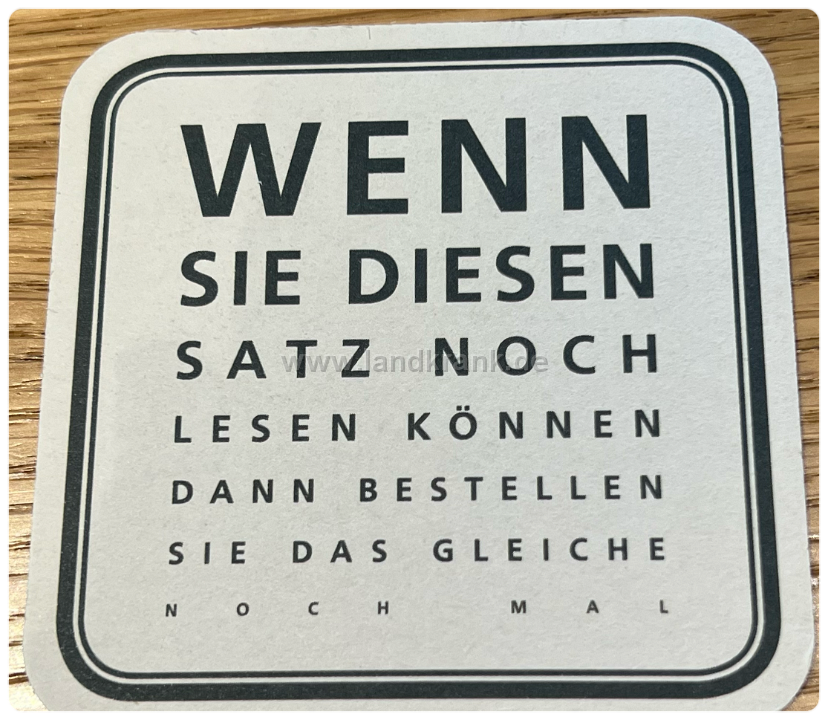 WENN
SIE DIESEN
SATZ NOCH
www.landkrank.de
LESEN KÖNNEN
DANN BESTELLEN
SIE DAS GLEICHE
NOCH MAL